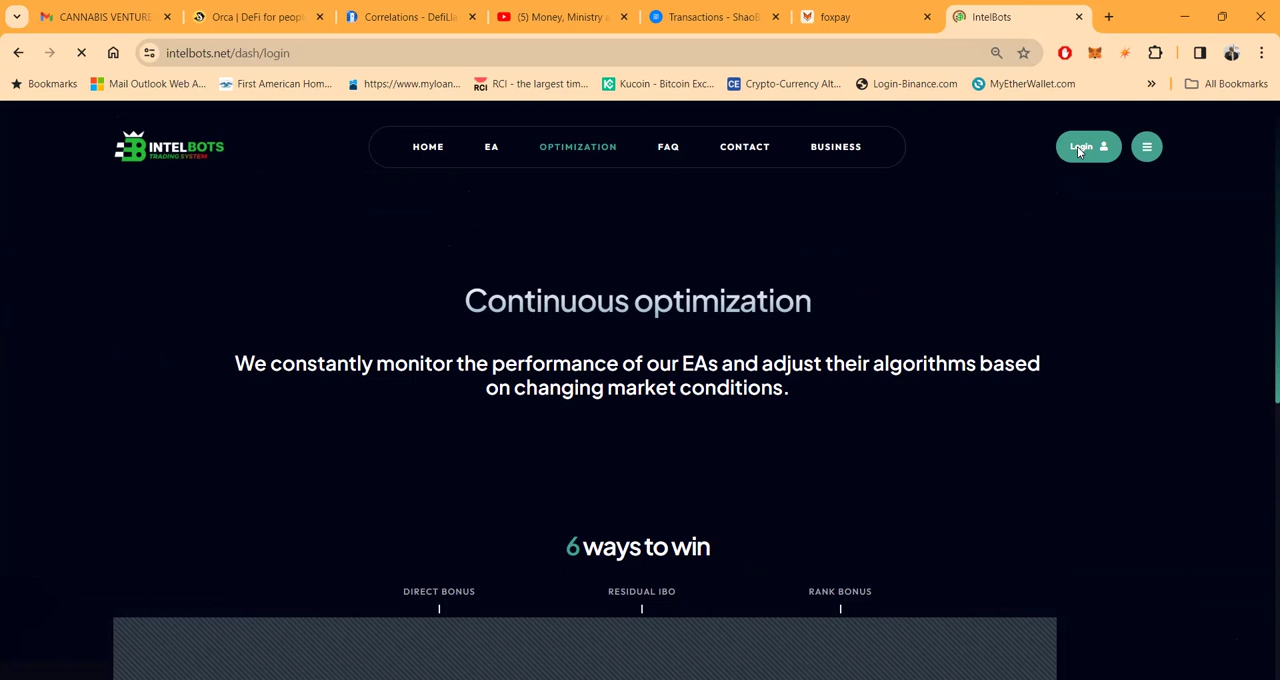 CANNABIS VENTURE
Orca | DeFi for peop
Correlations - DefiLla
(5) Money, Ministry a
Transactions - ShaoB
foxpay
IntelBots
intelbots.net/dash/login
Bookmarks
Mail Outlook Web A...
First American Hom...
https://www.myloan...
RCI
RCI - the largest tim...
Kucoin - Bitcoin Exc...
CE
Crypto-Currency Alt...
Login-Binance.com
MyEtherWallet.com
All Bookmarks
INTELBOTS
TRADING SYSTEM
HOME
EA
OPTIMIZATION
FAQ
CONTACT
BUSINESS
Login
Continuous optimization
We constantly monitor the performance of our EAs and adjust their algorithms based
on changing market conditions.
6 ways to win
DIRECT BONUS
RESIDUAL IBO
RANK BONUS